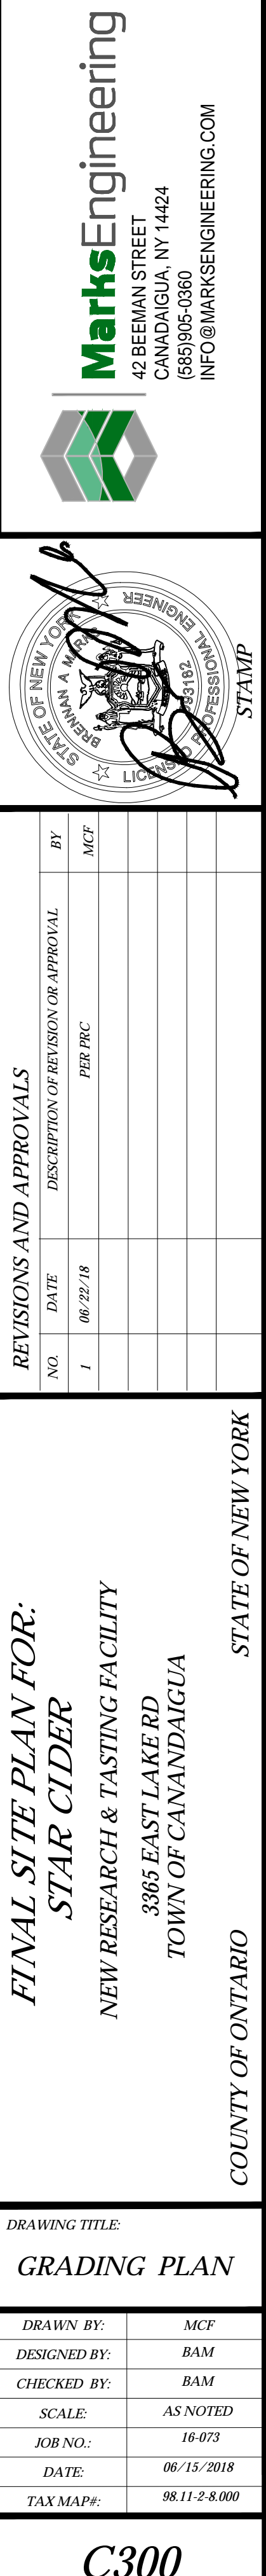 MarksEngineering
42 BEEMAN STREET
CANADAIGUA, NY 14424
(585)905-0360
INFO@MARKSENGINEERING.COM
STATE OF NEW YORK
BRENNAN A MARKS
LICENSED PROFESSIONAL ENGINEER
93182
STAMP
REVISIONS AND APPROVALS
NO. DATE DESCRIPTION OF REVISION OR APPROVAL BY
1 06/22/18 PER PRC MCF
FINAL SITE PLAN FOR:
STAR CIDER
NEW RESEARCH & TASTING FACILITY
3365 EAST LAKE RD
TOWN OF CANANDAIGUA
COUNTY OF ONTARIO STATE OF NEW YORK
DRAWING TITLE:
GRADING PLAN
DRAWN BY: MCF
DESIGNED BY: BAM
CHECKED BY: BAM
SCALE: AS NOTED
JOB NO.: 16-073
DATE: 06/15/2018
TAX MAP#: 98.11-2-8.000
C300